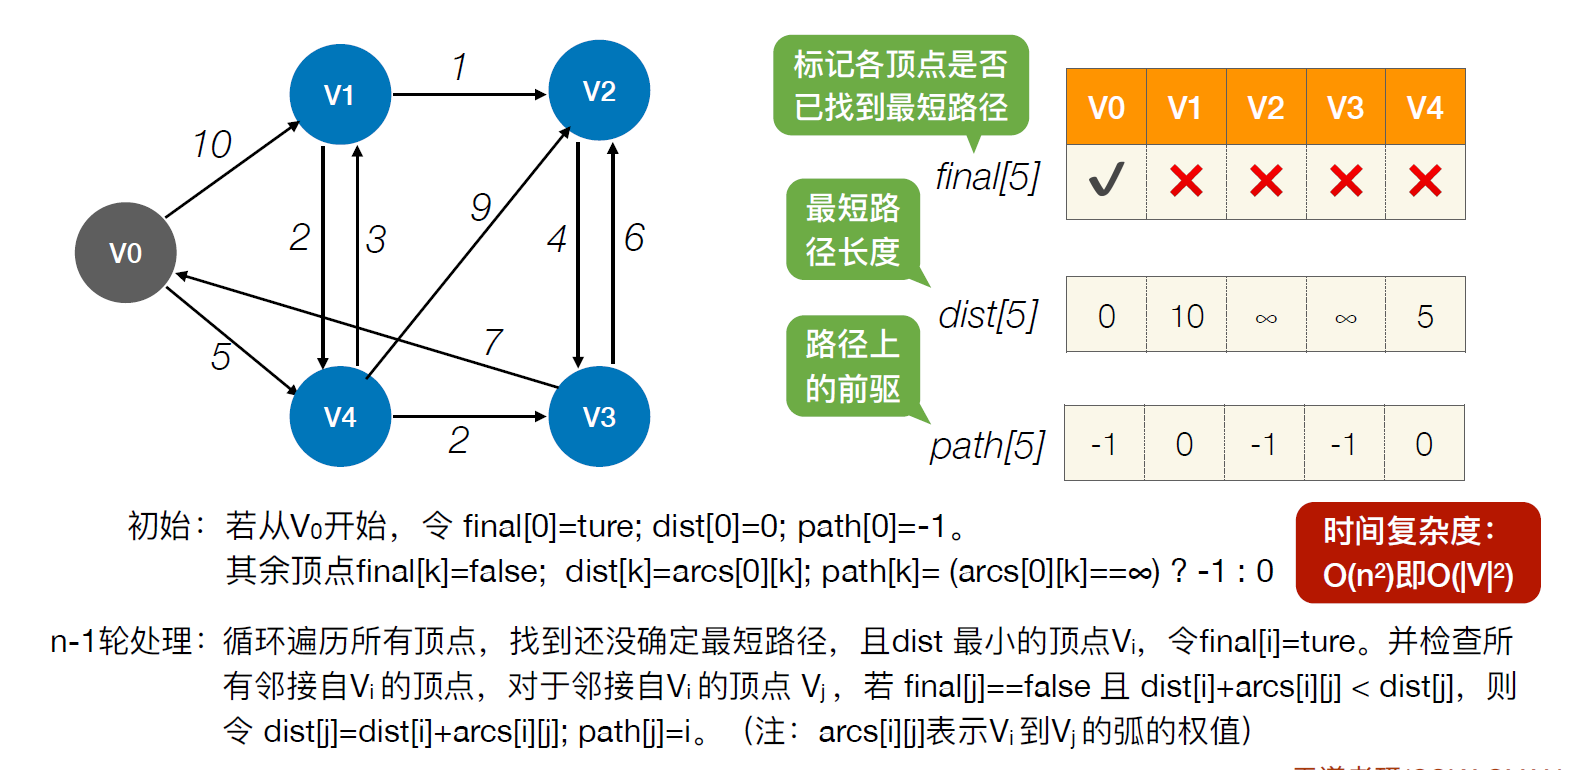 V1
1
V2
10
V0
2
3
9
4
6
5
7
V4
2
V3
标记各顶点是否
已找到最短路径
V0 V1 V2 V3 V4
final[5] ✓ ✕ ✕ ✕ ✕
最短路
径长度
dist[5] 0 10 ∞ ∞ 5
路径上
的前驱
path[5] -1 0 -1 -1 0
初始：若从V₀开始，令 final[0]=ture; dist[0]=0; path[0]=-1。
其余顶点final[k]=false; dist[k]=arcs[0][k]; path[k]= (arcs[0][k]==∞) ? -1 : 0
时间复杂度：
O(n²)即O(|V|²)
n-1轮处理：循环遍历所有顶点，找到还没确定最短路径，且dist 最小的顶点Vᵢ，令final[i]=ture。并检查所
有邻接自Vᵢ 的顶点，对于邻接自Vᵢ 的顶点 Vⱼ ，若 final[j]==false 且 dist[i]+arcs[i][j] < dist[j]，则
令 dist[j]=dist[i]+arcs[i][j]; path[j]=i。（注：arcs[i][j]表示Vᵢ 到Vⱼ 的弧的权值）